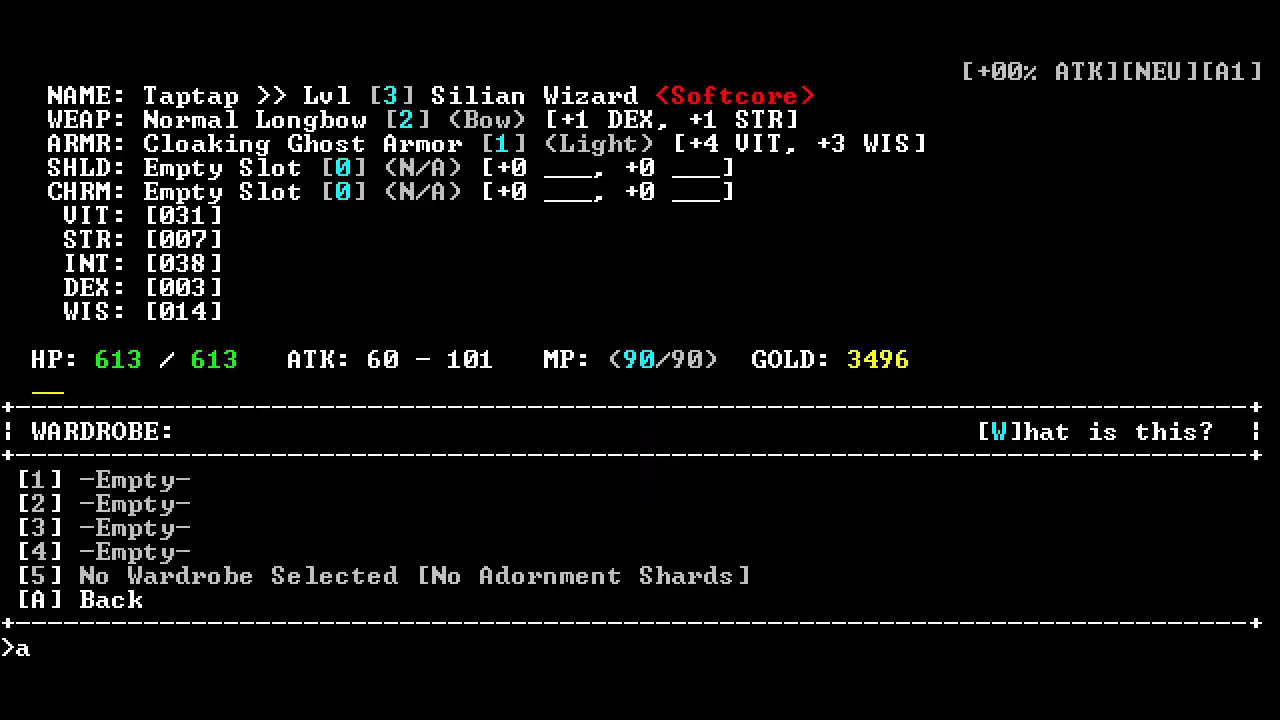 [+00% ATK][NEU][A1]
NAME: Taptap >> Lvl [3] Silian Wizard <Softcore>
WEAP: Normal Longbow [2] (Bow) [+1 DEX, +1 STR]
ARMR: Cloaking Ghost Armor [1] (Light) [+4 VIT, +3 WIS]
SHLD: Empty Slot [0] (N/A) [+0 ___, +0 ___]
CHRM: Empty Slot [0] (N/A) [+0 ___, +0 ___]
VIT: [031]
STR: [007]
INT: [038]
DEX: [003]
WIS: [014]
HP: 613 / 613 ATK: 60 - 101 MP: (90/90) GOLD: 3496
__
+------------------------------------------------------------------------------+
¦ WARDROBE: [W]hat is this? ¦
+------------------------------------------------------------------------------+
[1] -Empty-
[2] -Empty-
[3] -Empty-
[4] -Empty-
[5] No Wardrobe Selected [No Adornment Shards]
[A] Back
+------------------------------------------------------------------------------+
>a